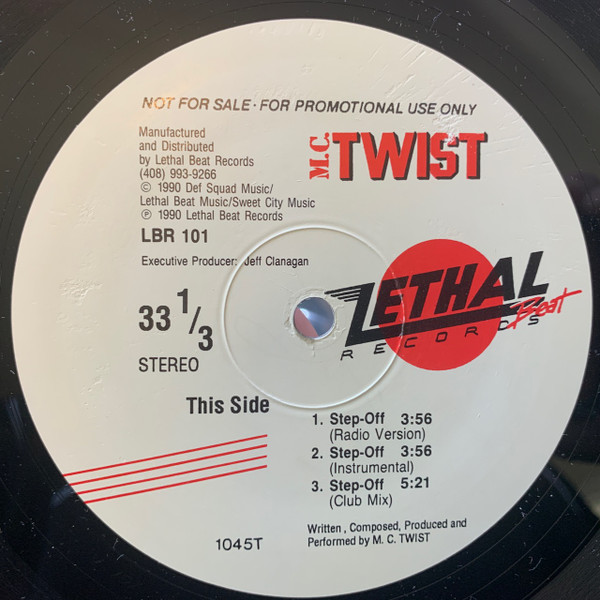 NOT FOR SALE · FOR PROMOTIONAL USE ONLY
Manufactured
and Distributed
by Lethal Beat Records
(408) 993-9266
© 1990 Def Squad Music/
Lethal Beat Music/Sweet City Music
℗ 1990 Lethal Beat Records
LBR 101
Executive Producer: Jeff Clanagan
M.C. TWIST
LETHAL
Beat
RECORDS
33 1/3
STEREO
This Side
1. Step-Off 3:56
(Radio Version)
2. Step-Off 3:56
(Instrumental)
3. Step-Off 5:21
(Club Mix)
Written , Composed, Produced and
Performed by M. C. TWIST
1045T